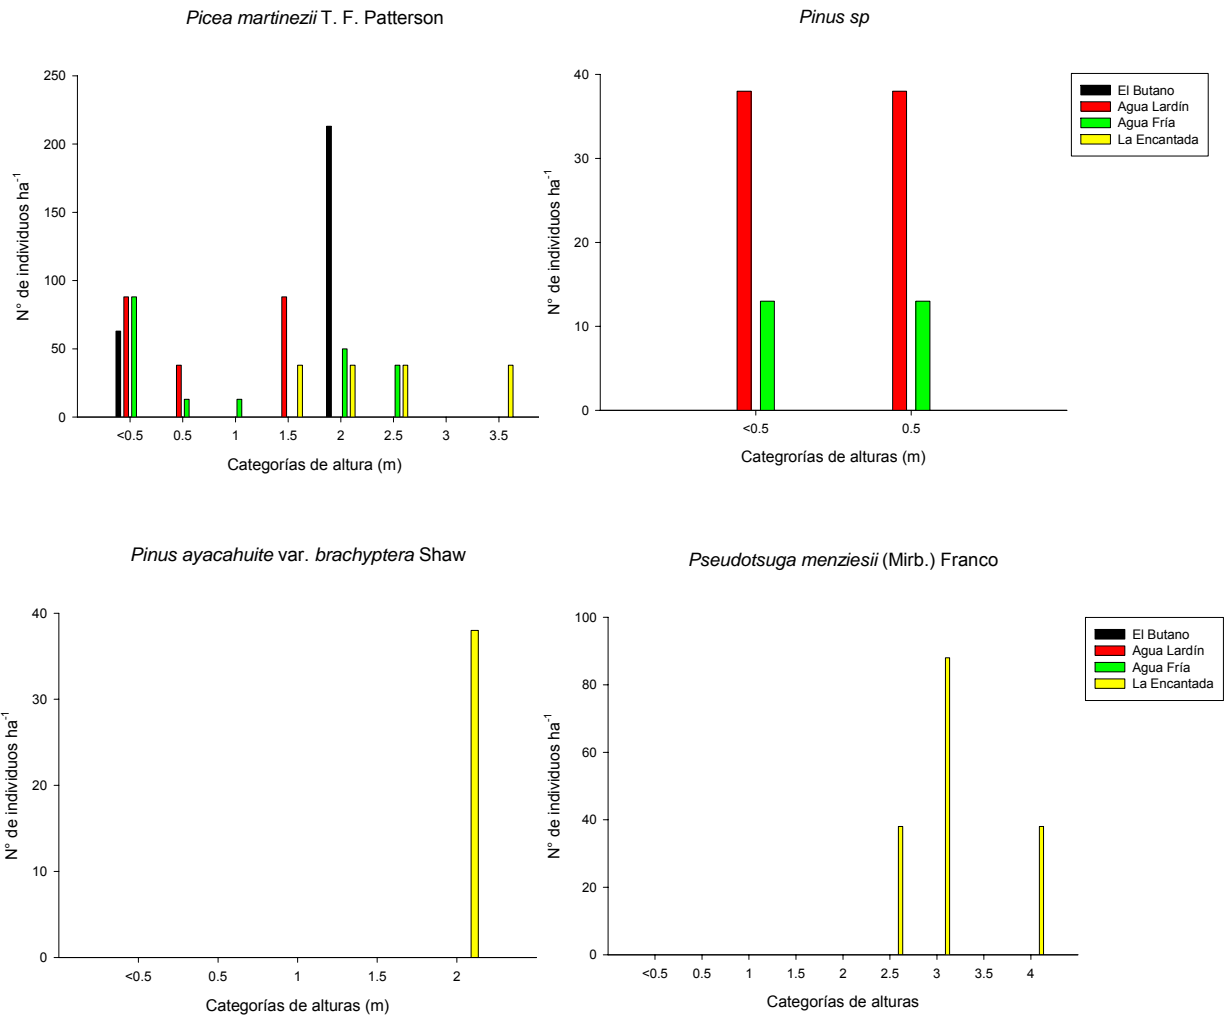 Picea martinezii T. F. Patterson
250
200
150
100
50
0
N° de individuos ha-1
<0.5 0.5 1 1.5 2 2.5 3 3.5
Categorías de altura (m)
Pinus sp
40
30
20
10
0
N° de individuos ha-1
<0.5 0.5
Categrorías de alturas (m)
El Butano
Agua Lardín
Agua Fría
La Encantada
Pinus ayacahuite var. brachyptera Shaw
40
30
20
10
0
N° de individuos ha-1
<0.5 0.5 1 1.5 2
Categorías de alturas (m)
Pseudotsuga menziesii (Mirb.) Franco
100
80
60
40
20
0
N° de individuos ha-1
<0.5 0.5 1 1.5 2 2.5 3 3.5 4
Categorías de alturas
El Butano
Agua Lardín
Agua Fría
La Encantada